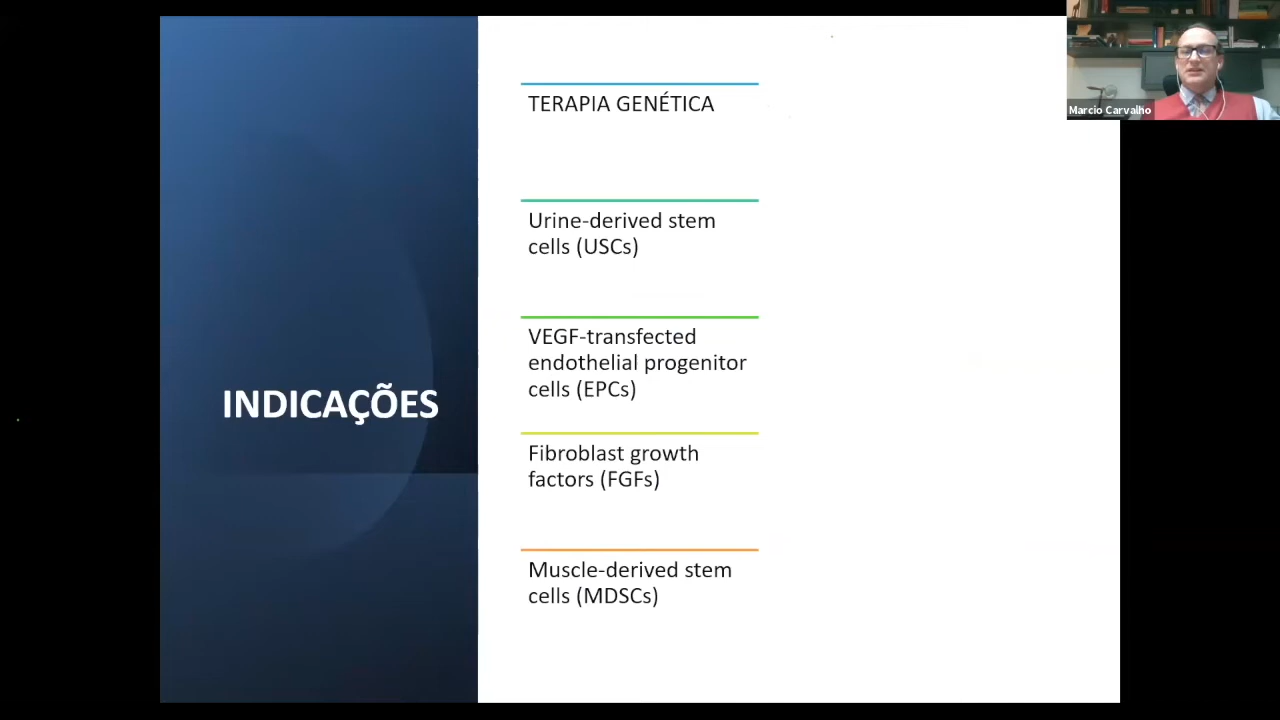 INDICAÇÕES
TERAPIA GENÉTICA
Urine-derived stem
cells (USCs)
VEGF-transfected
endothelial progenitor
cells (EPCs)
Fibroblast growth
factors (FGFs)
Muscle-derived stem
cells (MDSCs)
Marcio Carvalho